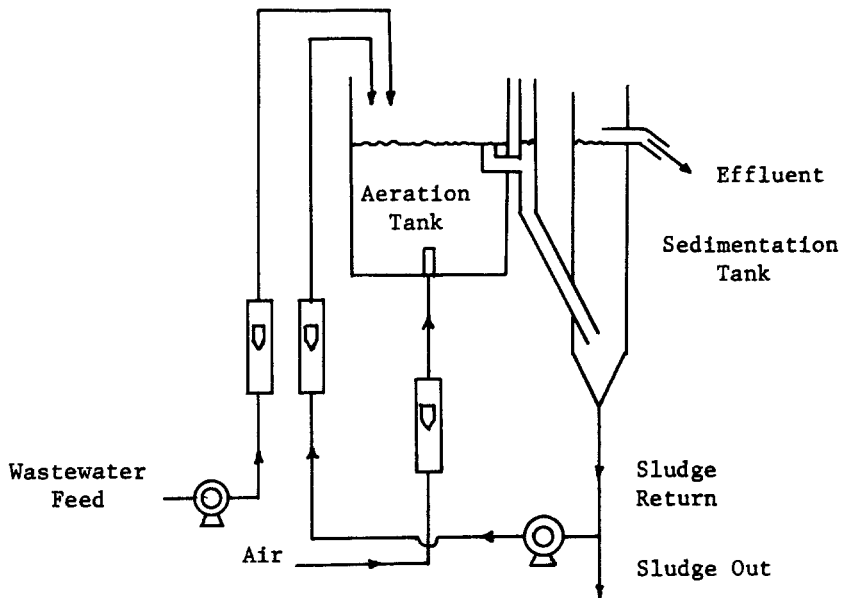 Aeration
Tank
Effluent
Sedimentation
Tank
Wastewater
Feed
Sludge
Return
Air
Sludge Out